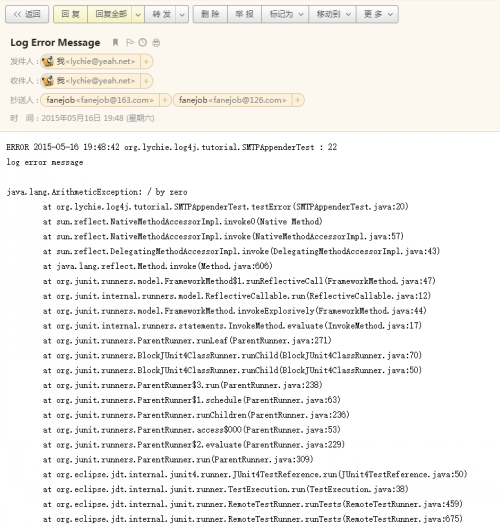 << 返回 回 复 回复全部 转 发 删 除 举 报 标记为 移动到 更 多
Log Error Message
发件人：我<lychie@yeah.net> +
收件人：我<lychie@yeah.net> +
抄送人：fanejob<fanejob@163.com> + fanejob<fanejob@126.com> +
时 间：2015年05月16日 19:48 (星期六)
ERROR 2015-05-16 19:48:42 org.lychie.log4j.tutorial.SMTPAppenderTest : 22
log error message
java.lang.ArithmeticException: / by zero
at org.lychie.log4j.tutorial.SMTPAppenderTest.testError(SMTPAppenderTest.java:20)
at sun.reflect.NativeMethodAccessorImpl.invoke0(Native Method)
at sun.reflect.NativeMethodAccessorImpl.invoke(NativeMethodAccessorImpl.java:57)
at sun.reflect.DelegatingMethodAccessorImpl.invoke(DelegatingMethodAccessorImpl.java:43)
at java.lang.reflect.Method.invoke(Method.java:606)
at org.junit.runners.model.FrameworkMethod$1.runReflectiveCall(FrameworkMethod.java:47)
at org.junit.internal.runners.model.ReflectiveCallable.run(ReflectiveCallable.java:12)
at org.junit.runners.model.FrameworkMethod.invokeExplosively(FrameworkMethod.java:44)
at org.junit.internal.runners.statements.InvokeMethod.evaluate(InvokeMethod.java:17)
at org.junit.runners.ParentRunner.runLeaf(ParentRunner.java:271)
at org.junit.runners.BlockJUnit4ClassRunner.runChild(BlockJUnit4ClassRunner.java:70)
at org.junit.runners.BlockJUnit4ClassRunner.runChild(BlockJUnit4ClassRunner.java:50)
at org.junit.runners.ParentRunner$3.run(ParentRunner.java:238)
at org.junit.runners.ParentRunner$1.schedule(ParentRunner.java:63)
at org.junit.runners.ParentRunner.runChildren(ParentRunner.java:236)
at org.junit.runners.ParentRunner.access$000(ParentRunner.java:53)
at org.junit.runners.ParentRunner$2.evaluate(ParentRunner.java:229)
at org.junit.runners.ParentRunner.run(ParentRunner.java:309)
at org.eclipse.jdt.internal.junit4.runner.JUnit4TestReference.run(JUnit4TestReference.java:50)
at org.eclipse.jdt.internal.junit.runner.TestExecution.run(TestExecution.java:38)
at org.eclipse.jdt.internal.junit.runner.RemoteTestRunner.runTests(RemoteTestRunner.java:459)
at org.eclipse.jdt.internal.junit.runner.RemoteTestRunner.runTests(RemoteTestRunner.java:675)